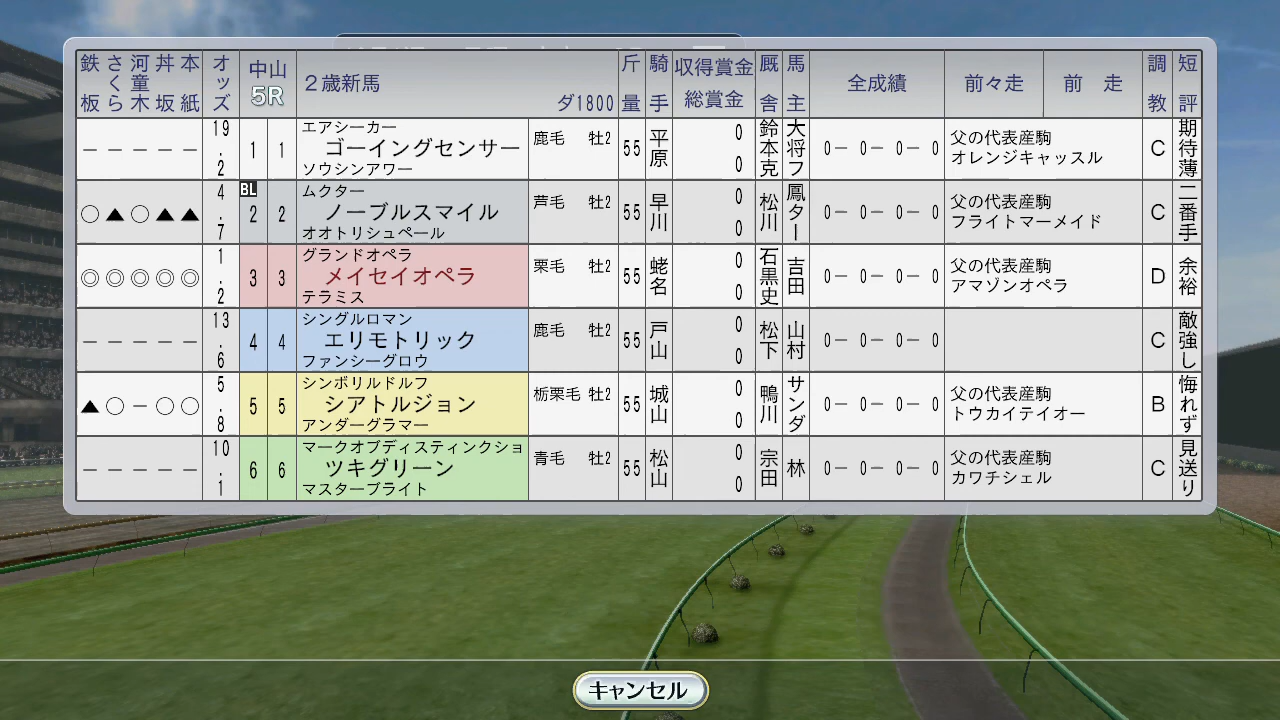 鉄板 さくら 河童木 丼坂 本紙 オッズ 中山 5R 2歳新馬 ダ1800 斤量 騎手 収得賞金 総賞金 厩舎 馬主 全成績 前々走 前 走 調教 短評
－ － － － － 19.2 1 1 エアシーカー 鹿毛 牡2 55 平原 0 鈴本克 大将フ 0－ 0－ 0－ 0 父の代表産駒 C 期待薄
ゴーイングセンサー オレンジキャッスル
ソウシンアワー 0
○ ▲ ○ ▲ ▲ 4.7 BL 2 2 ムクター 芦毛 牡2 55 早川 0 松川 鳳ター 0－ 0－ 0－ 0 父の代表産駒 C 二番手
ノーブルスマイル フライトマーメイド
オオトリシュペール 0
◎ ◎ ◎ ◎ ◎ 1.2 3 3 グランドオペラ 栗毛 牡2 55 蛯名 0 石黒史 吉田 0－ 0－ 0－ 0 父の代表産駒 D 余裕
メイセイオペラ アマゾンオペラ
テラミス 0
－ － － － － 13.6 4 4 シングルロマン 鹿毛 牡2 55 戸山 0 松下 山村 0－ 0－ 0－ 0 C 敵強し
エリモトリック
ファンシーグロウ 0
▲ ○ － ○ ○ 5.8 5 5 シンボリルドルフ 栃栗毛 牡2 55 城山 0 鴨川 サンダ 0－ 0－ 0－ 0 父の代表産駒 B 侮れず
シアトルジョン トウカイテイオー
アンダーグラマー 0
－ － － － － 10.1 6 6 マークオブディスティンクショ 青毛 牡2 55 松山 0 宗田 林 0－ 0－ 0－ 0 父の代表産駒 C 見送り
ツキグリーン カワチシェル
マスターブライト 0
キャンセル